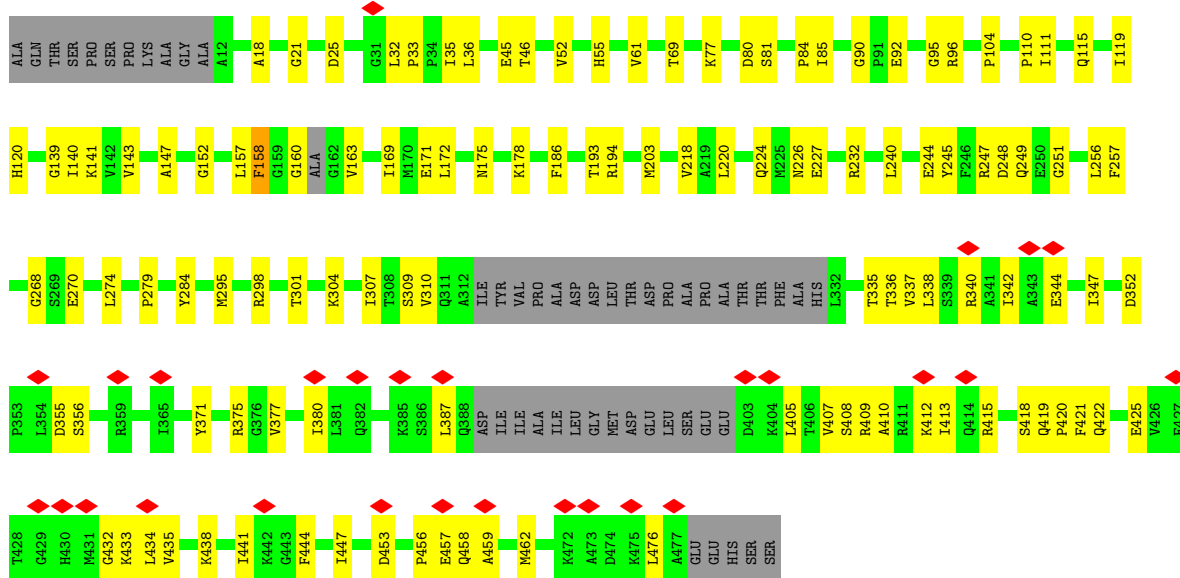 ALA GLN THR SER PRO SER PRO LYS ALA GLY ALA A12 A18 G21 D25 G31 L32 P33 P34 I35 L36 E45 T46 V52 H55 V61 T69 K77 D80 S81 P84 I85 G90 P91 E92 G95 R96 P104 P110 I111 Q115 I119
H120 G139 I140 K141 V142 V143 A147 G152 L157 F158 G159 G160 ALA G162 V163 I169 M170 E171 L172 N175 K178 F186 T193 R194 M203 V218 A219 L220 Q224 M225 N226 E227 R232 L240 E244 Y245 F246 R247 D248 Q249 E250 G251 L256 F257
G268 S269 E270 L274 P279 Y284 M295 R298 T301 K304 I307 T308 S309 V310 Q311 A312 ILE TYR VAL PRO ALA ASP ASP LEU THR ASP PRO ALA PRO ALA THR THR PHE ALA HIS L332 T335 T336 V337 L338 S339 R340 A341 I342 A343 E344 I347 D352
P353 L354 D355 S356 R359 I365 Y371 R375 G376 V377 I380 L381 Q382 K385 S386 L387 Q388 ASP ILE ILE ALA ILE LEU GLY MET ASP GLU LEU SER GLU GLU D403 K404 L405 T406 V407 S408 R409 A410 R411 K412 I413 Q414 R415 S418 Q419 P420 F421 Q422 E425 V426 F427
T428 G429 H430 M431 G432 K433 L434 V435 K438 I441 K442 G443 F444 I447 D453 P456 E457 Q458 A459 M462 K472 A473 D474 K475 L476 A477 GLU GLU HIS SER SER